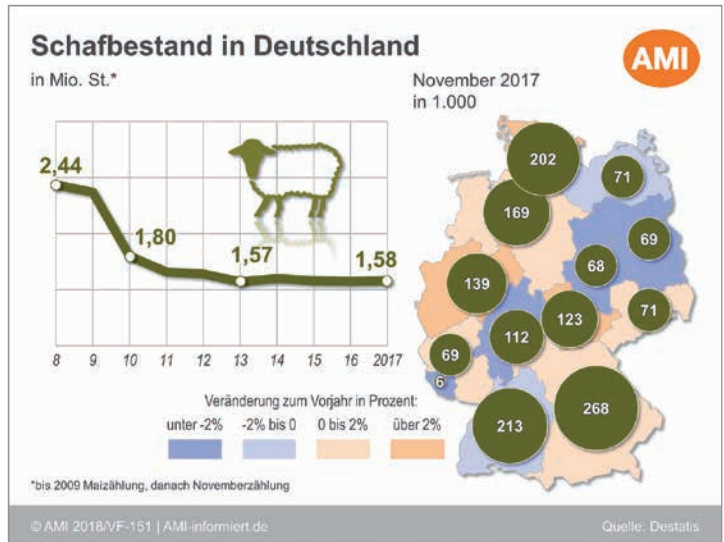 Schafbestand in Deutschland
in Mio. St.*
AMI
November 2017
in 1.000
2,44
1,80
1,57
1,58
8 9 10 11 12 13 14 15 16 2017
202
71
169
69
68
139
71
123
112
69
6
268
213
Veränderung zum Vorjahr in Prozent:
unter -2% -2% bis 0 0 bis 2% über 2%
*bis 2009 Maizählung, danach Novemberzählung
© AMI 2018/VF-151 | AMI-informiert.de Quelle: Destatis